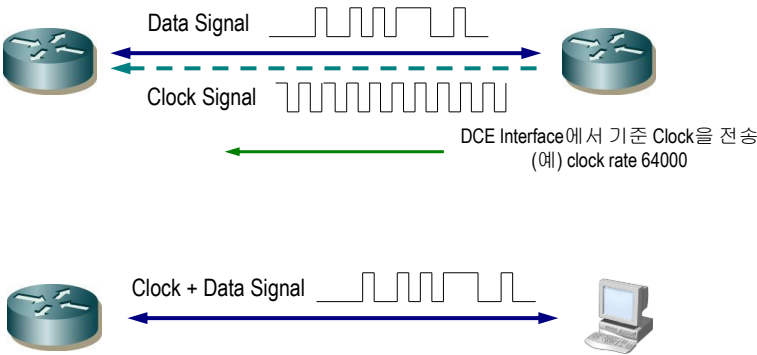 Data Signal
Clock Signal
DCE Interface에서 기준 Clock을 전송
(예) clock rate 64000
Clock + Data Signal